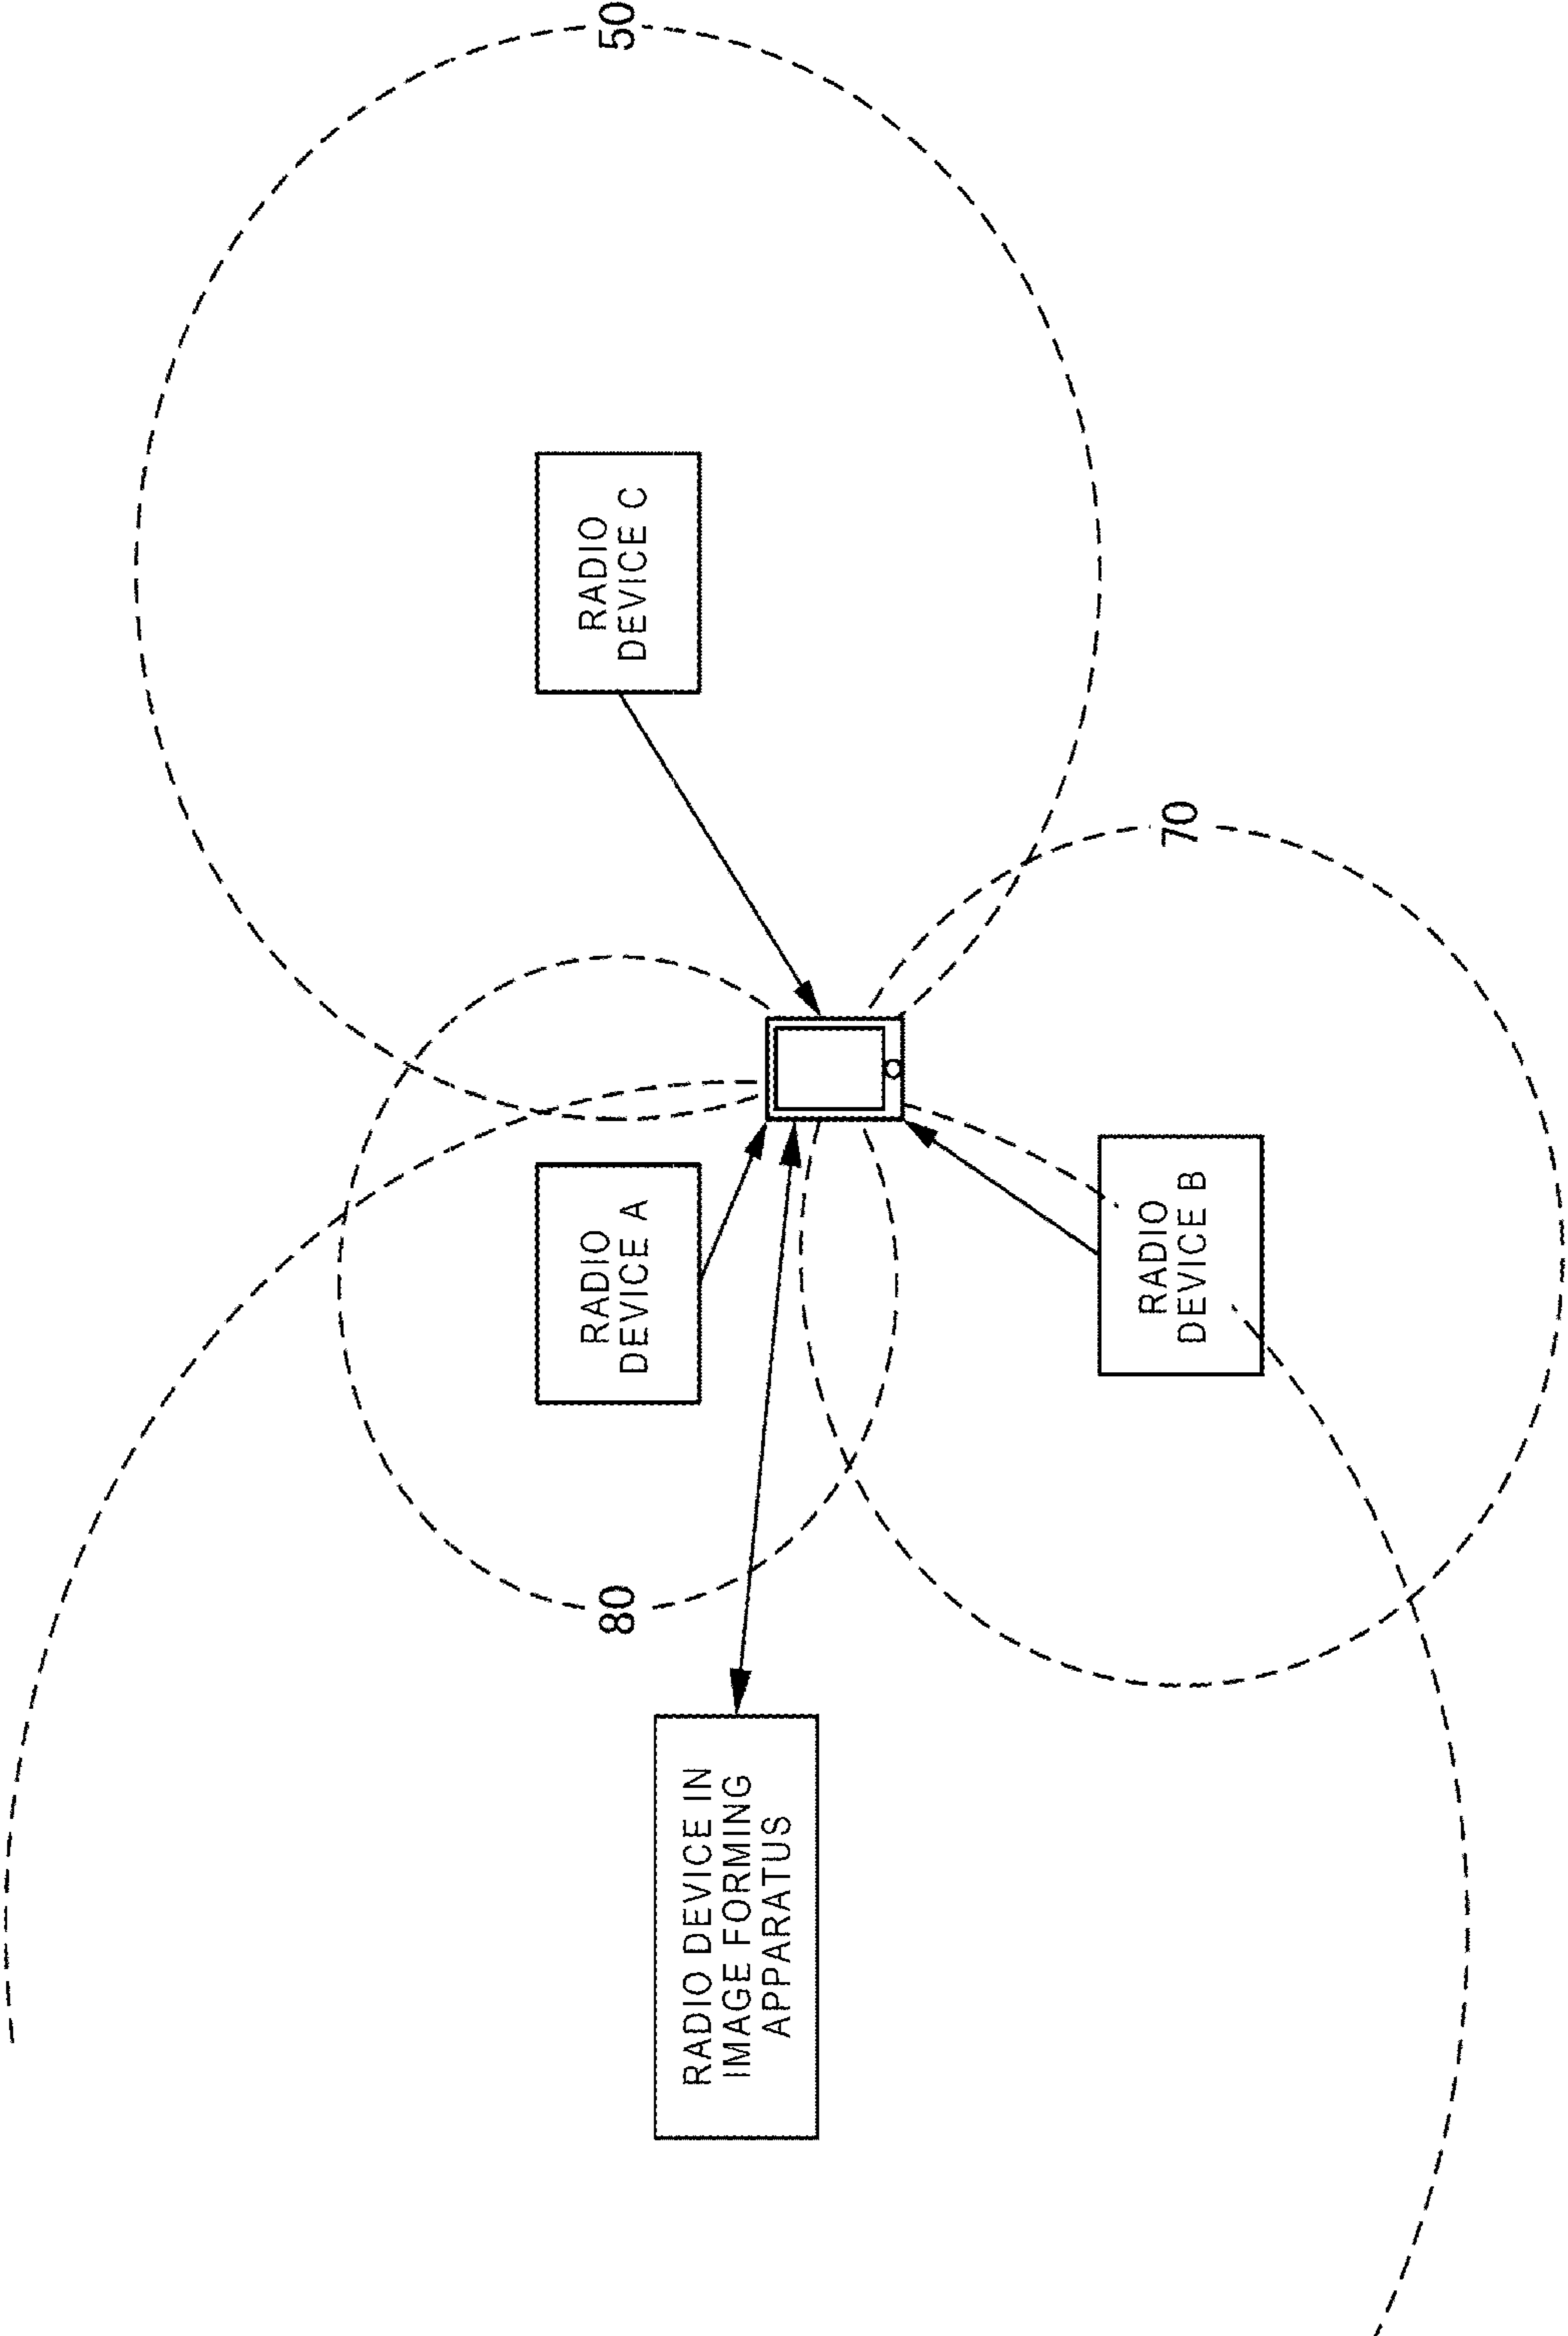 RADIO DEVICE IN
IMAGE FORMING
APPARATUS
80
RADIO
DEVICE A
RADIO
DEVICE B
70
RADIO
DEVICE C
50